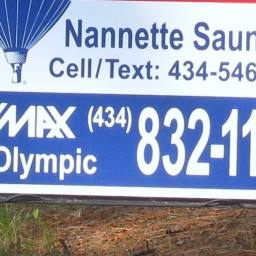 Nannette Saun
Cell/Text: 434-546
MAX (434) 832-11
Olympic